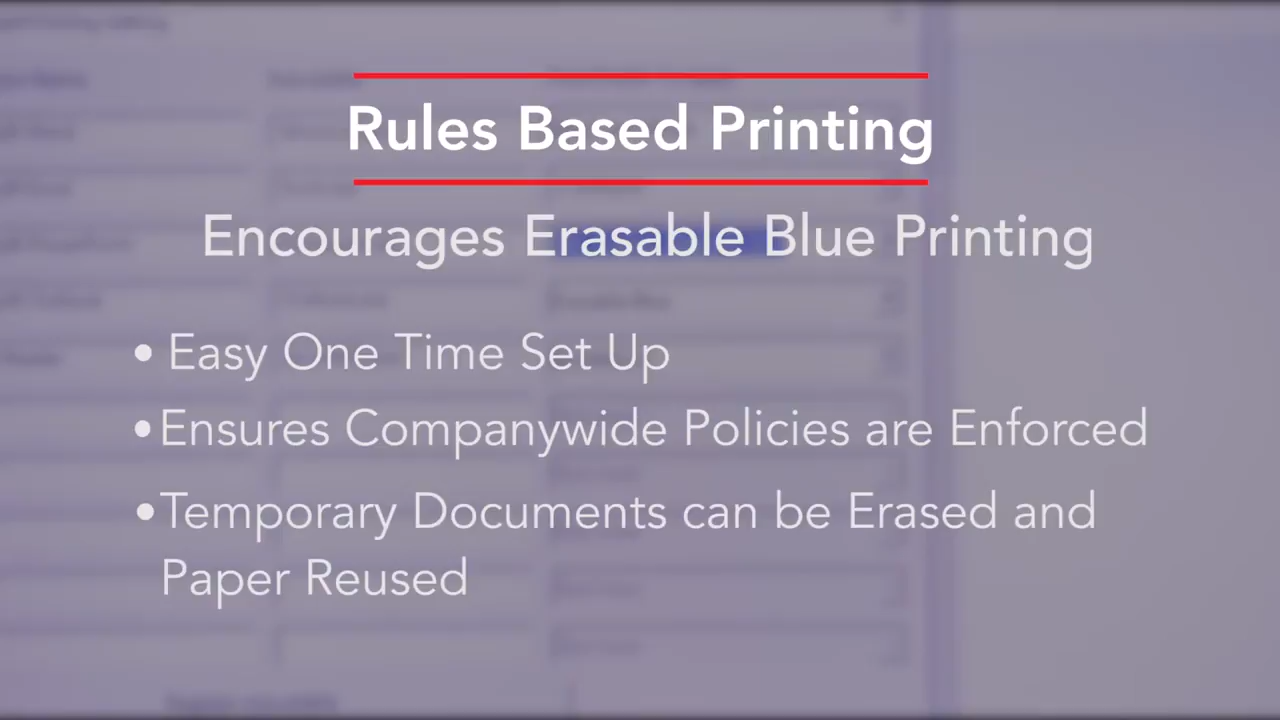 Rules Based Printing
Encourages Erasable Blue Printing
• Easy One Time Set Up
• Ensures Companywide Policies are Enforced
• Temporary Documents can be Erased and
Paper Reused